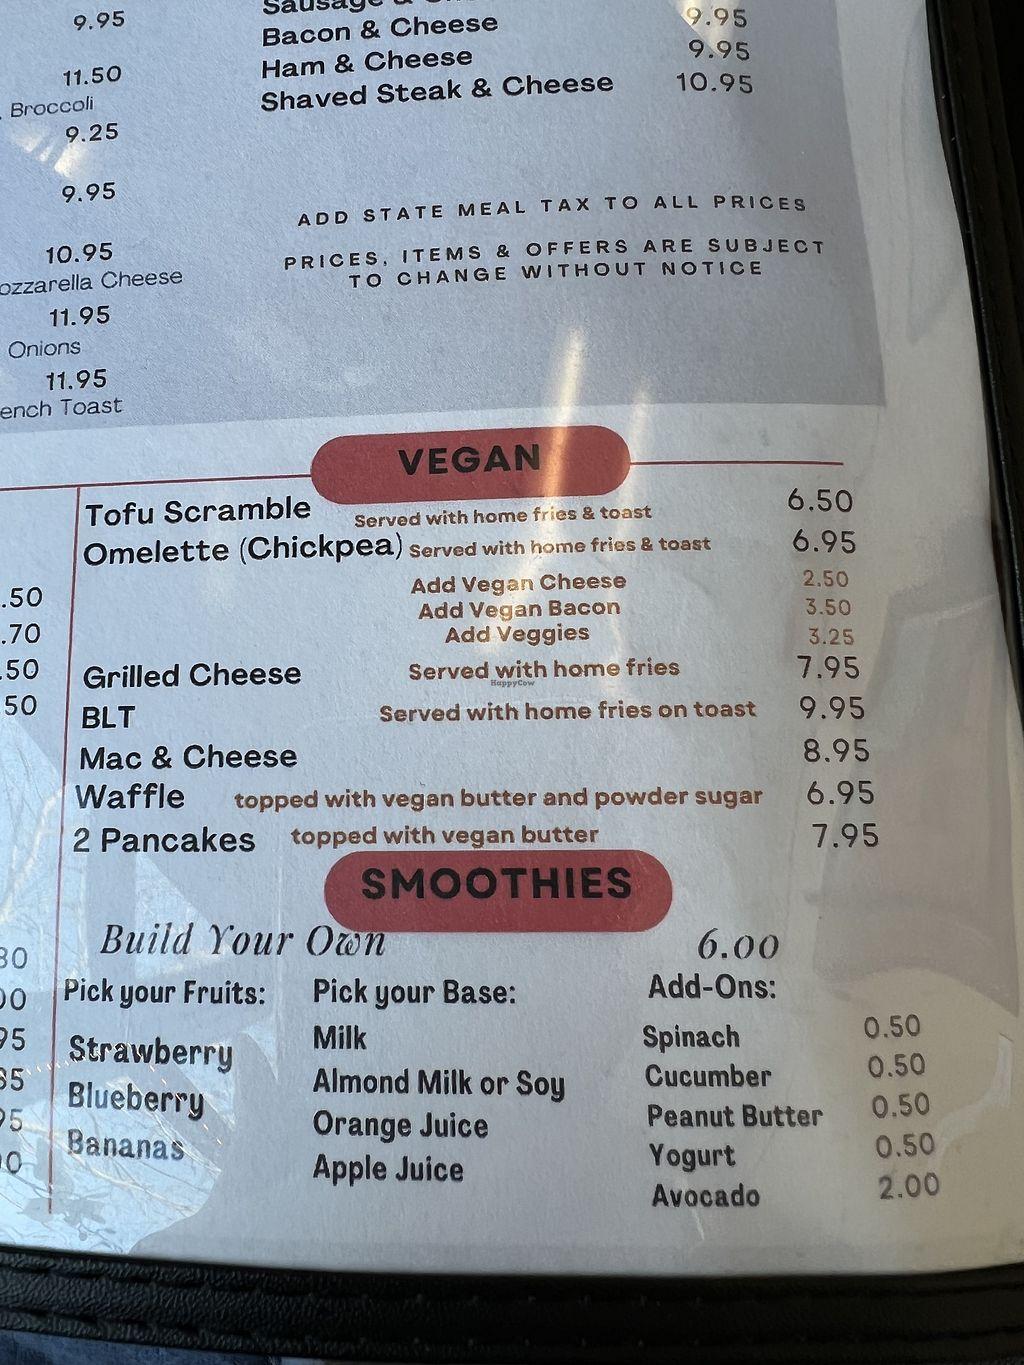 9.95
11.50
Broccoli
9.25
9.95
10.95
ozzarella Cheese
11.95
Onions
11.95
ench Toast
Sausage &
Bacon & Cheese 9.95
Ham & Cheese 9.95
Shaved Steak & Cheese 10.95
ADD STATE MEAL TAX TO ALL PRICES
PRICES, ITEMS & OFFERS ARE SUBJECT
TO CHANGE WITHOUT NOTICE
.50
.70
.50
50
VEGAN
Tofu Scramble Served with home fries & toast 6.50
Omelette (Chickpea) Served with home fries & toast 6.95
Add Vegan Cheese 2.50
Add Vegan Bacon 3.50
Add Veggies 3.25
Grilled Cheese Served with home fries 7.95
HappyCow
BLT Served with home fries on toast 9.95
Mac & Cheese 8.95
Waffle topped with vegan butter and powder sugar 6.95
2 Pancakes topped with vegan butter 7.95
SMOOTHIES
Build Your Own 6.00
Pick your Fruits: Pick your Base: Add-Ons:
Strawberry Milk Spinach 0.50
Blueberry Almond Milk or Soy Cucumber 0.50
Bananas Orange Juice Peanut Butter 0.50
Apple Juice Yogurt 0.50
Avocado 2.00